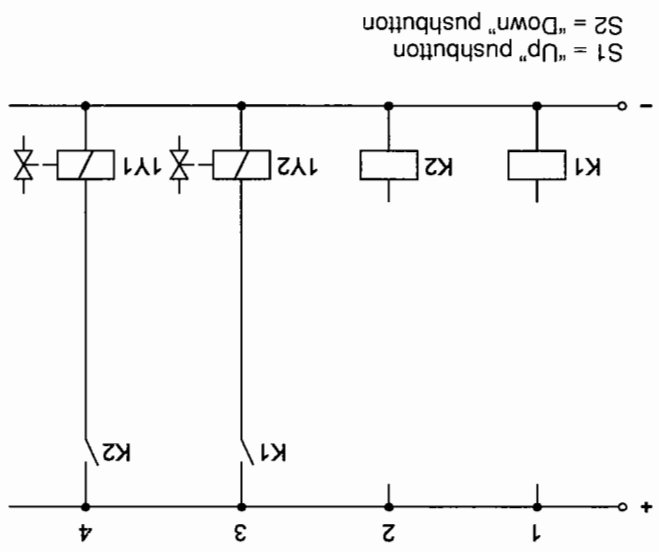 1 2 3 4
+
K1 K2
K1 K2 1Y2 1Y1
–
S1 = “Up“ pushbutton
S2 = “Down“ pushbutton